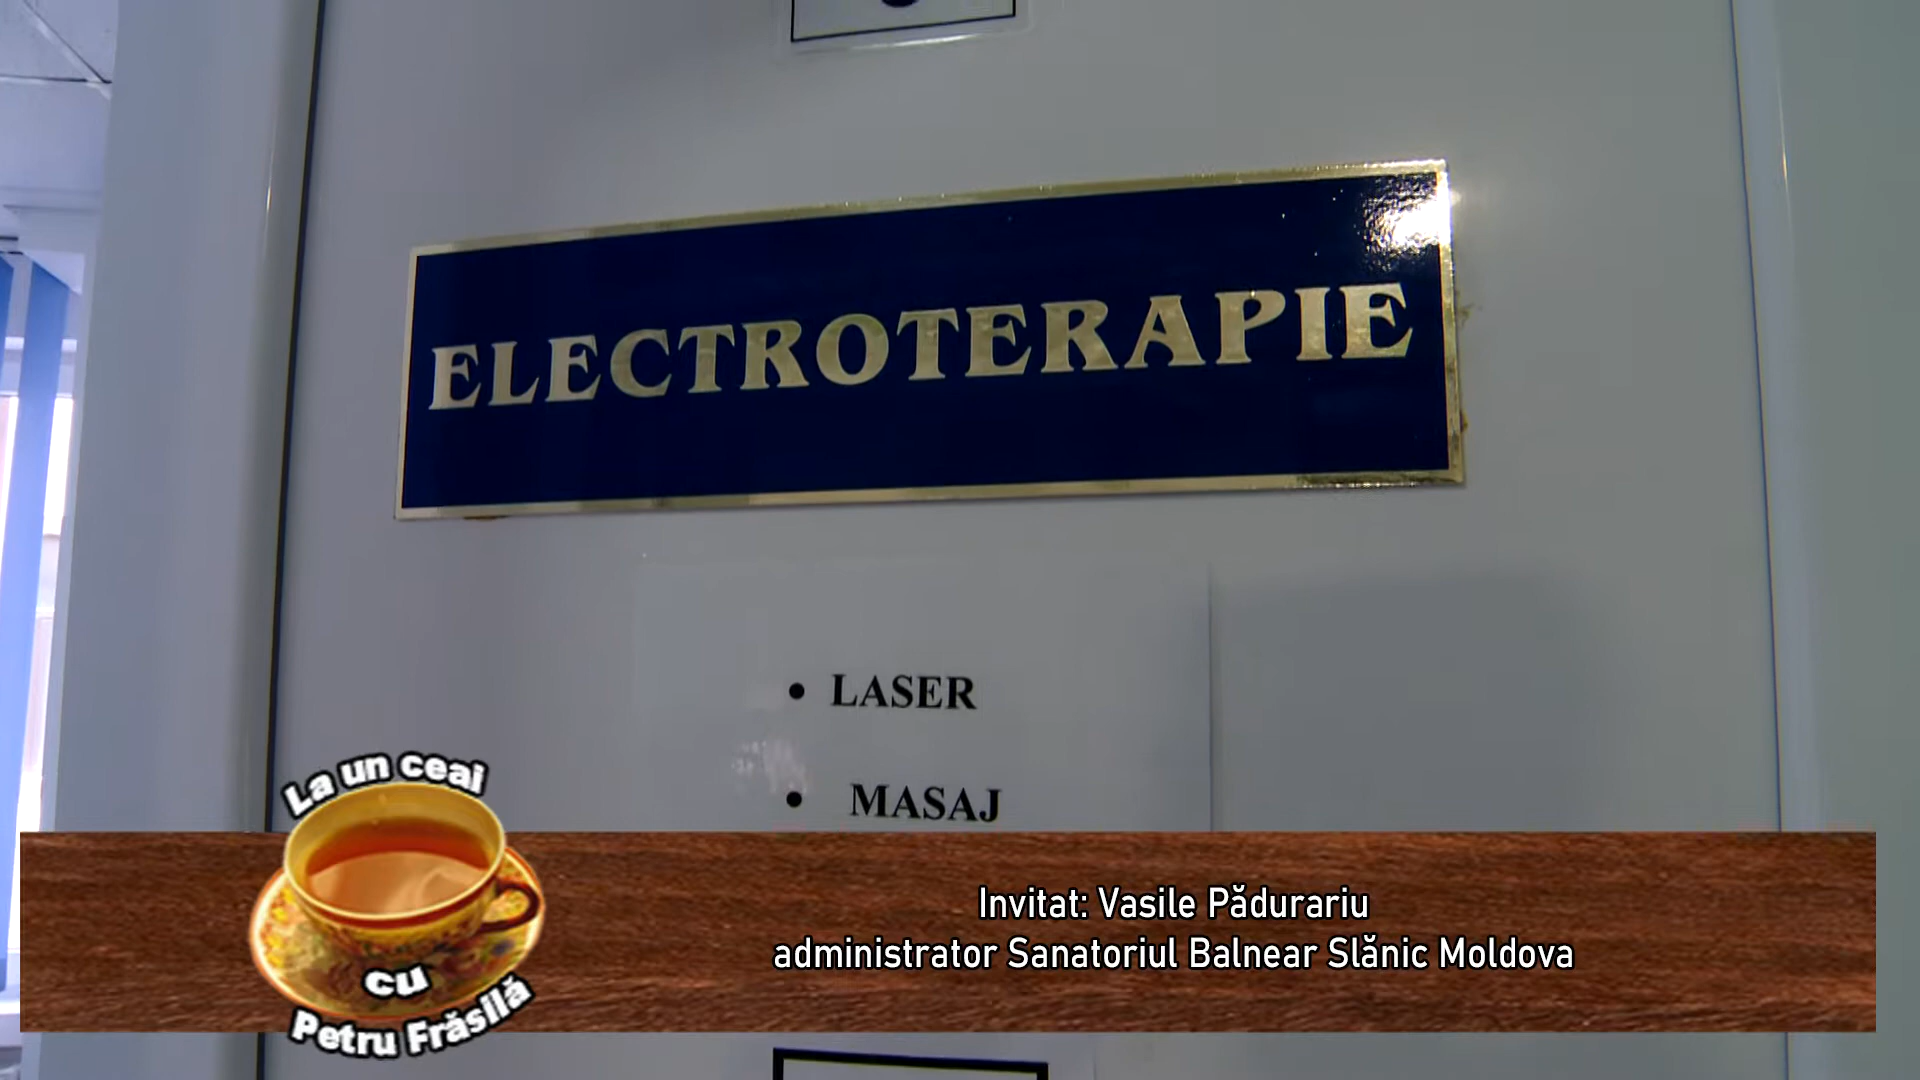 ELECTROTERAPIE
• LASER
• MASAJ
La un ceai
cu
Petru Frăsilă
Invitat: Vasile Pădurariu
administrator Sanatoriul Balnear Slănic Moldova